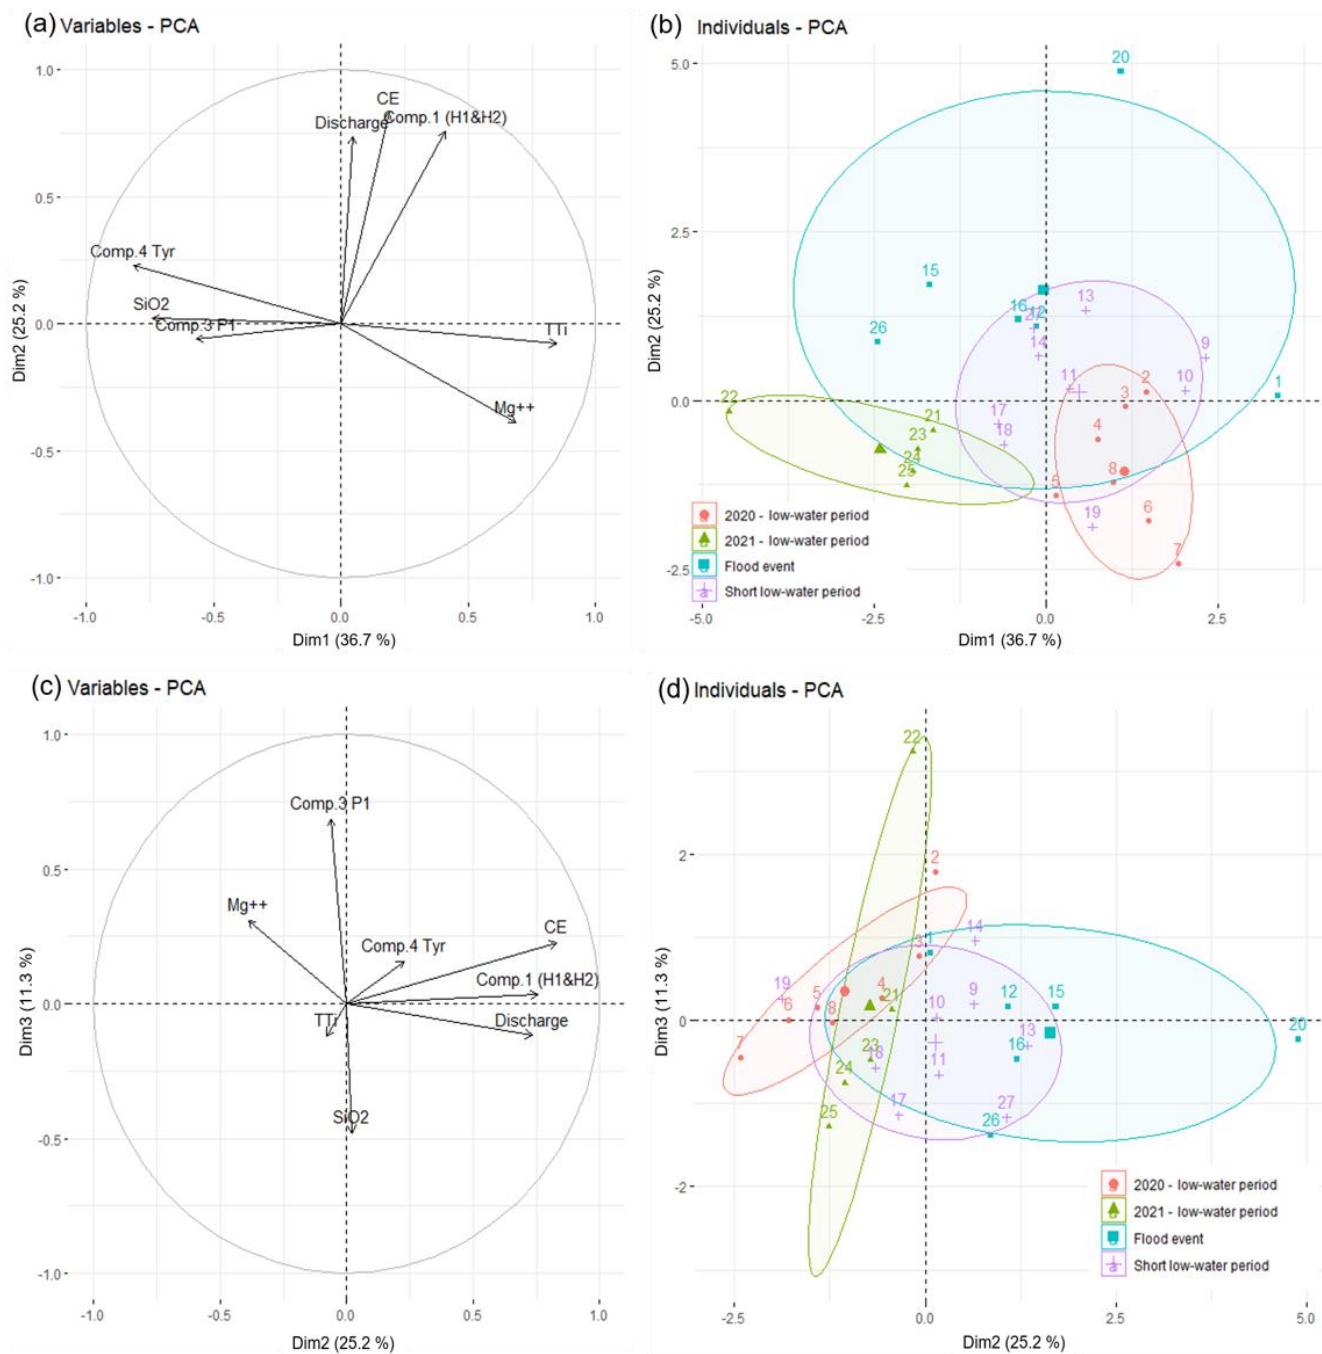 (a) Variables - PCA
1.0
0.5
0.0
-0.5
-1.0
Dim2 (25.2 %)
CE
Discharge
Comp.1 (H1&H2)
Comp.4 Tyr
SiO2
Comp.3 P1
TTi
Mg++
-1.0
-0.5
0.0
0.5
1.0
Dim1 (36.7 %)
(b) Individuals - PCA
5.0
2.5
0.0
-2.5
Dim2 (25.2 %)
20
15
16
12
27
13
26
14
9
11
10
2
1
3
22
21
17
4
23
18
24
8
25
5
19
6
7
2020 - low-water period
2021 - low-water period
Flood event
Short low-water period
-5.0
-2.5
0.0
2.5
Dim1 (36.7 %)
(c) Variables - PCA
1.0
0.5
0.0
-0.5
-1.0
Dim3 (11.3 %)
Comp.3 P1
Mg++
CE
Comp.4 Tyr
Comp.1 (H1&H2)
TTi
Discharge
SiO2
-1.0
-0.5
0.0
0.5
1.0
Dim2 (25.2 %)
(d) Individuals - PCA
2
0
-2
Dim3 (11.3 %)
22
2
14
3
1
19
5
4
21
9
12
15
6
8
10
20
7
23
18
13
16
24
11
25
17
27
26
2020 - low-water period
2021 - low-water period
Flood event
Short low-water period
-2.5
0.0
2.5
5.0
Dim2 (25.2 %)